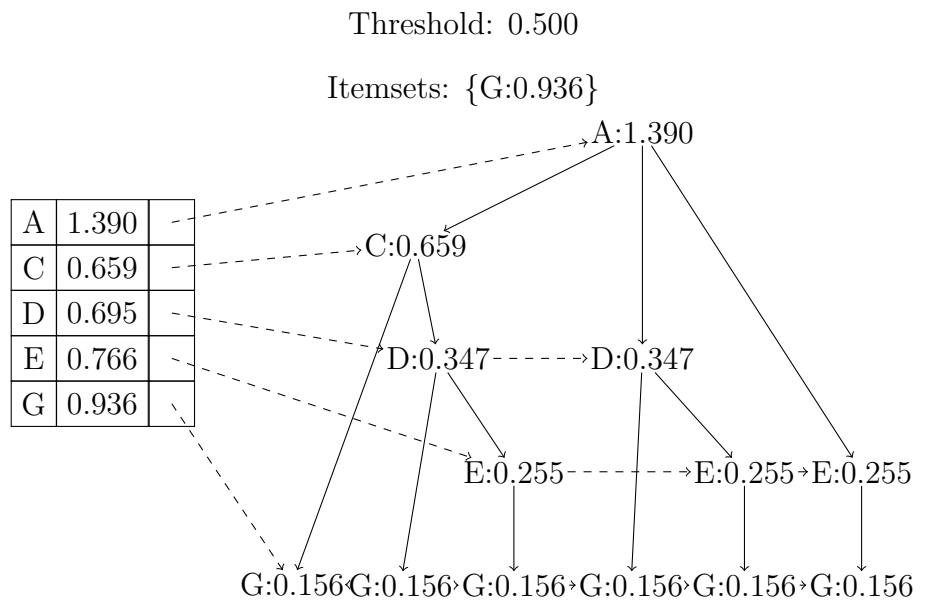 Threshold: 0.500
Itemsets: {G:0.936}
A:1.390
A 1.390
C 0.659
D 0.695
E 0.766
G 0.936
C:0.659
D:0.347 D:0.347
E:0.255 E:0.255 E:0.255
G:0.156 G:0.156 G:0.156 G:0.156 G:0.156 G:0.156